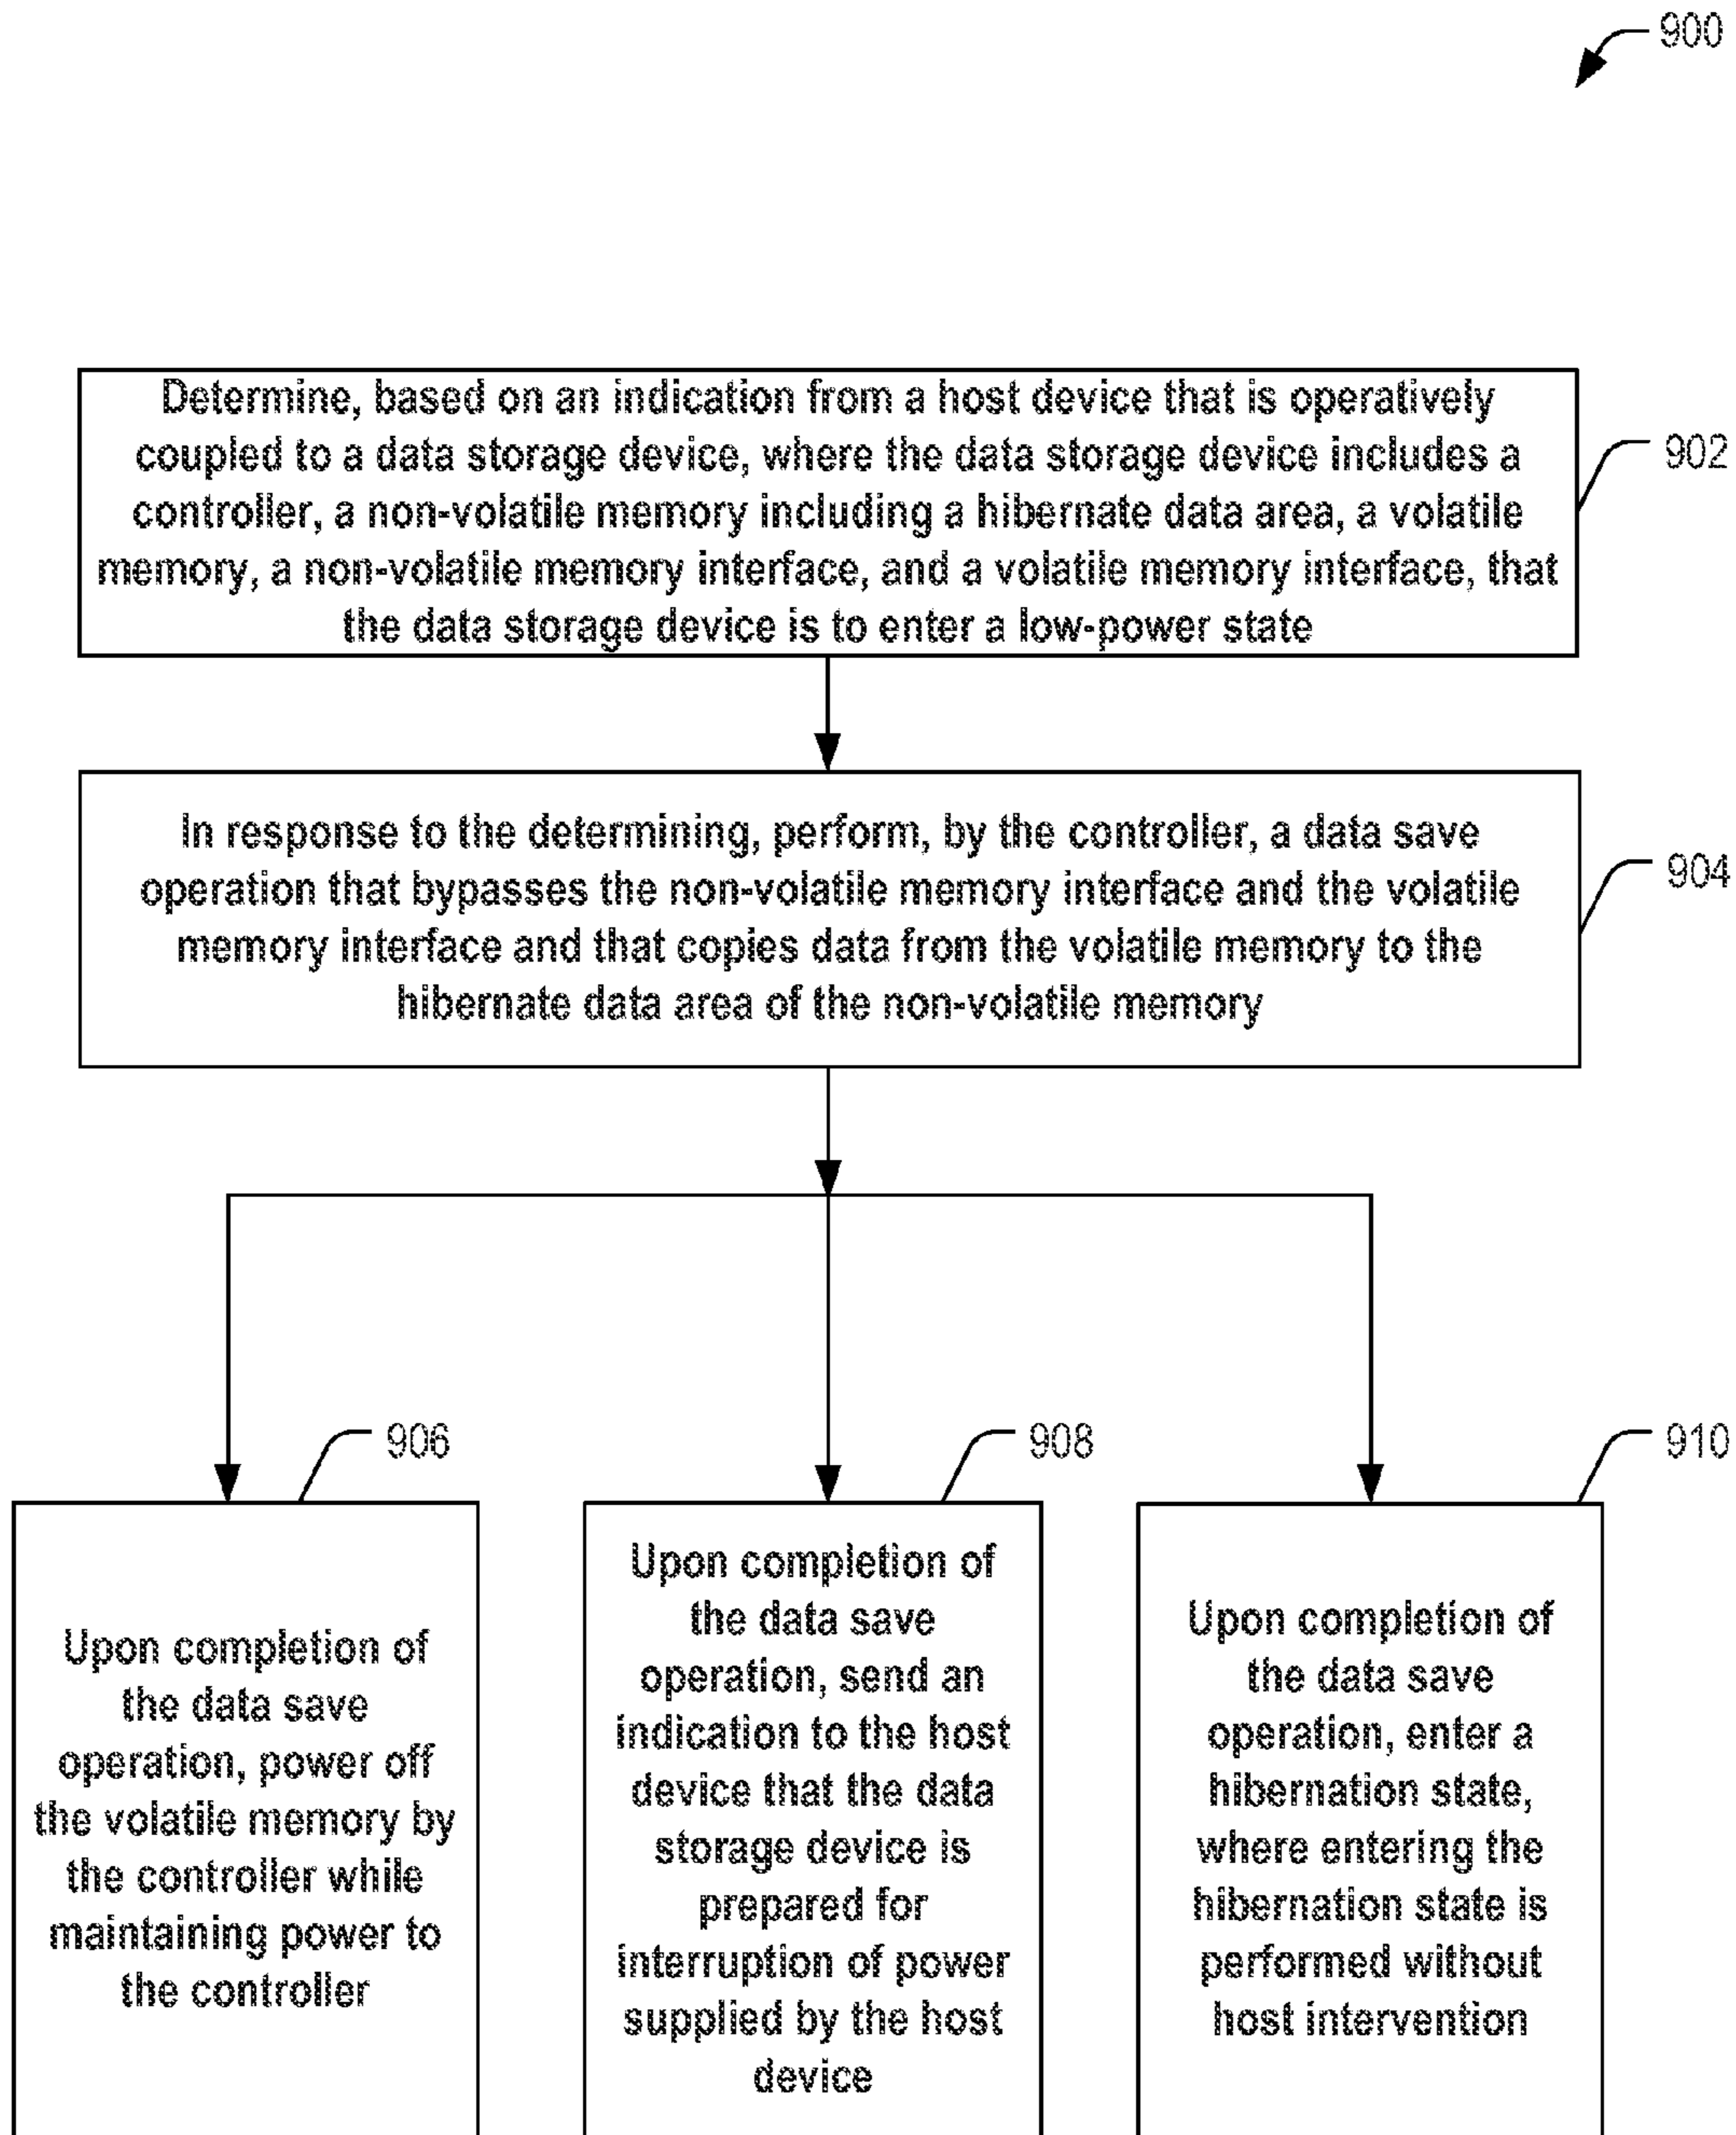 900
Determine, based on an indication from a host device that is operatively
coupled to a data storage device, where the data storage device includes a
controller, a non-volatile memory including a hibernate data area, a volatile
memory, a non-volatile memory interface, and a volatile memory interface, that
the data storage device is to enter a low-power state
902
In response to the determining, perform, by the controller, a data save
operation that bypasses the non-volatile memory interface and the volatile
memory interface and that copies data from the volatile memory to the
hibernate data area of the non-volatile memory
904
906
Upon completion of
the data save
operation, power off
the volatile memory by
the controller while
maintaining power to
the controller
908
Upon completion of
the data save
operation, send an
indication to the host
device that the data
storage device is
prepared for
interruption of power
supplied by the host
device
910
Upon completion of
the data save
operation, enter a
hibernation state,
where entering the
hibernation state is
performed without
host intervention